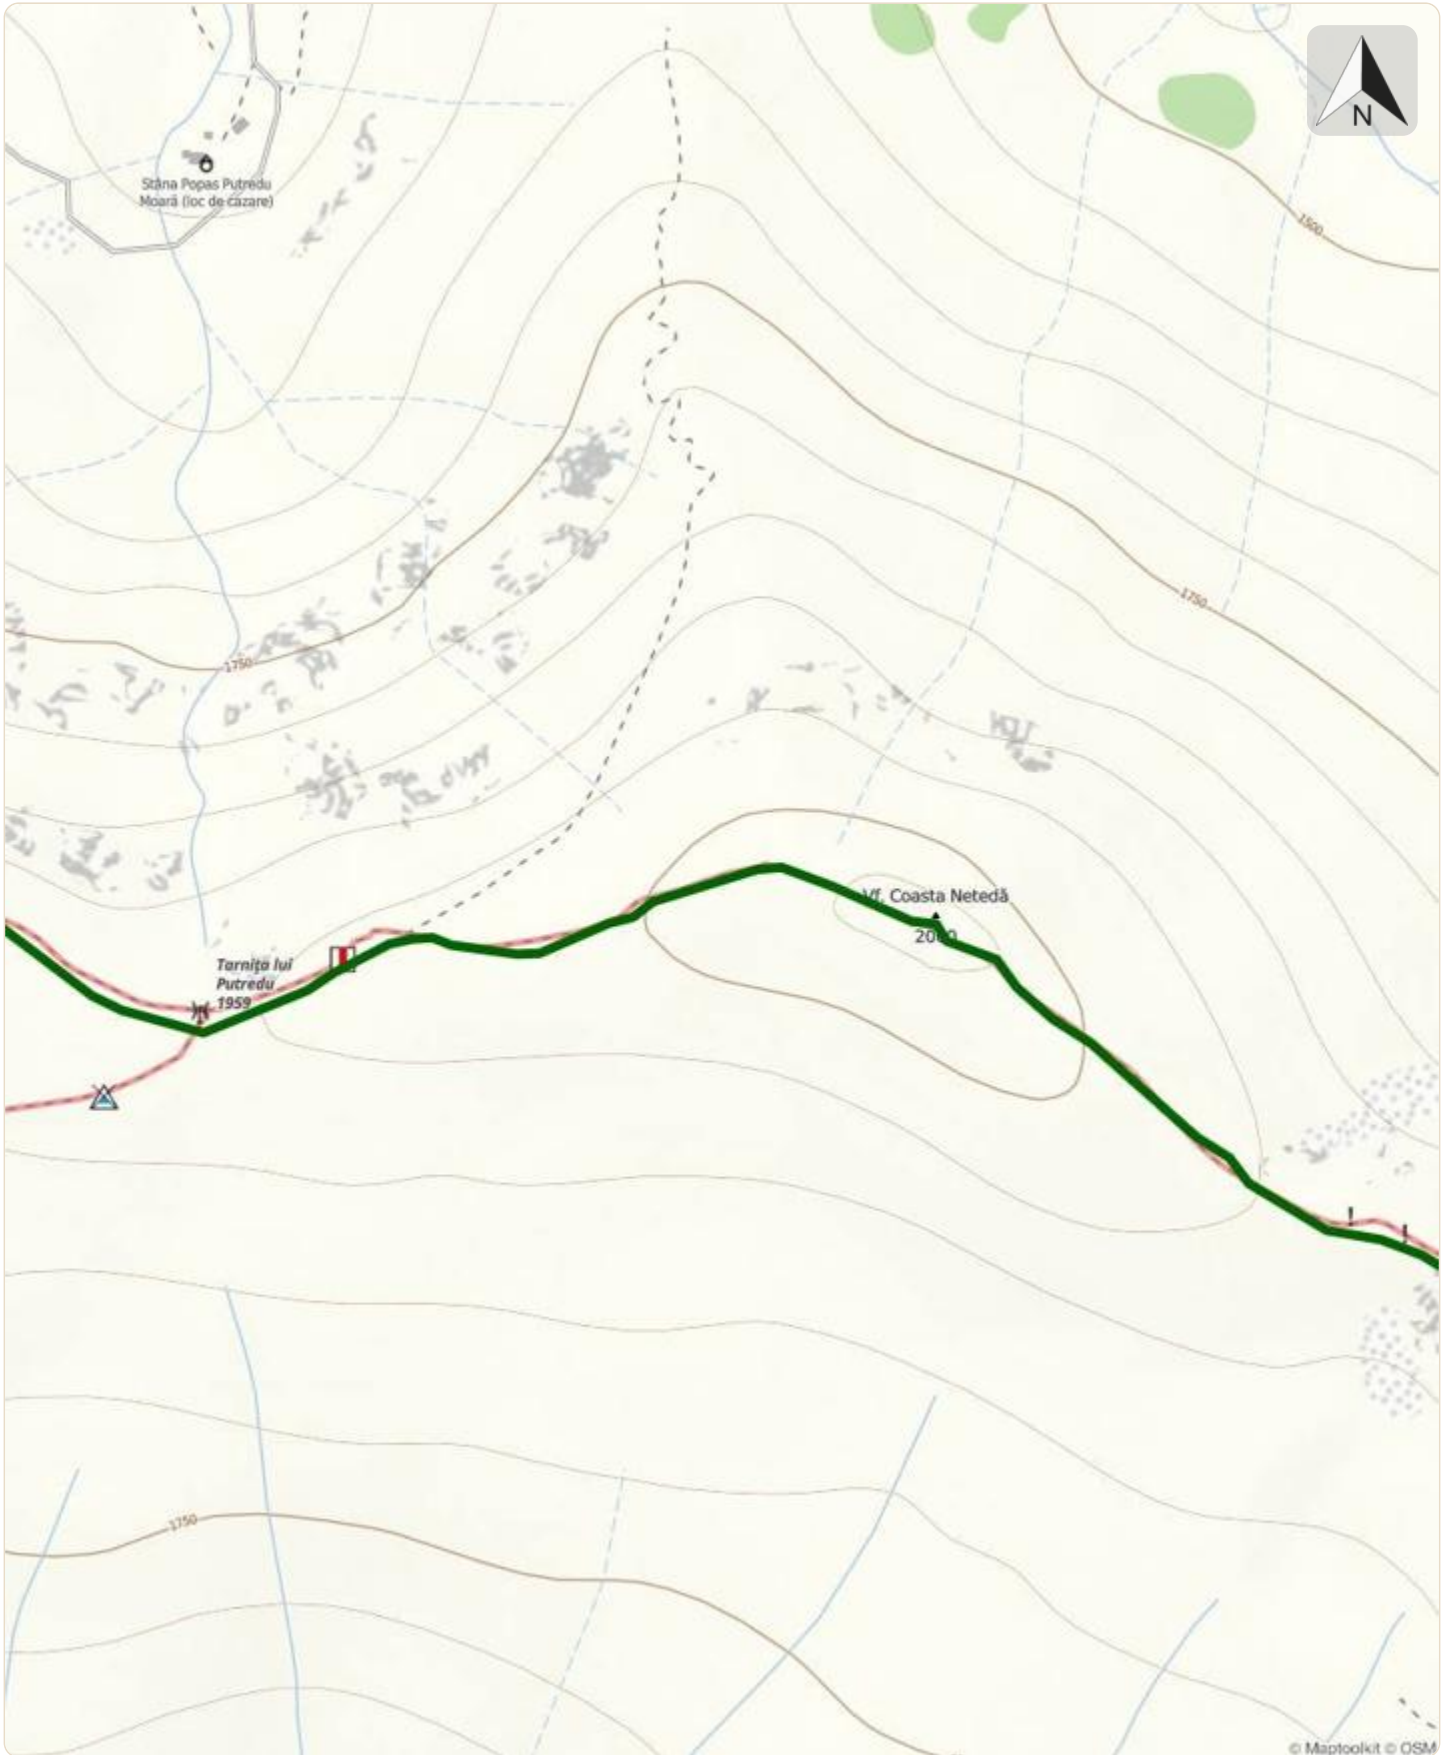 N
Stâna Popas Putredu
Moară (loc de cazare)
1500
1750
1750
Vf. Coasta Netedă
Tarnița lui
Putredu
1959
1750
© Maptoolkit © OSM